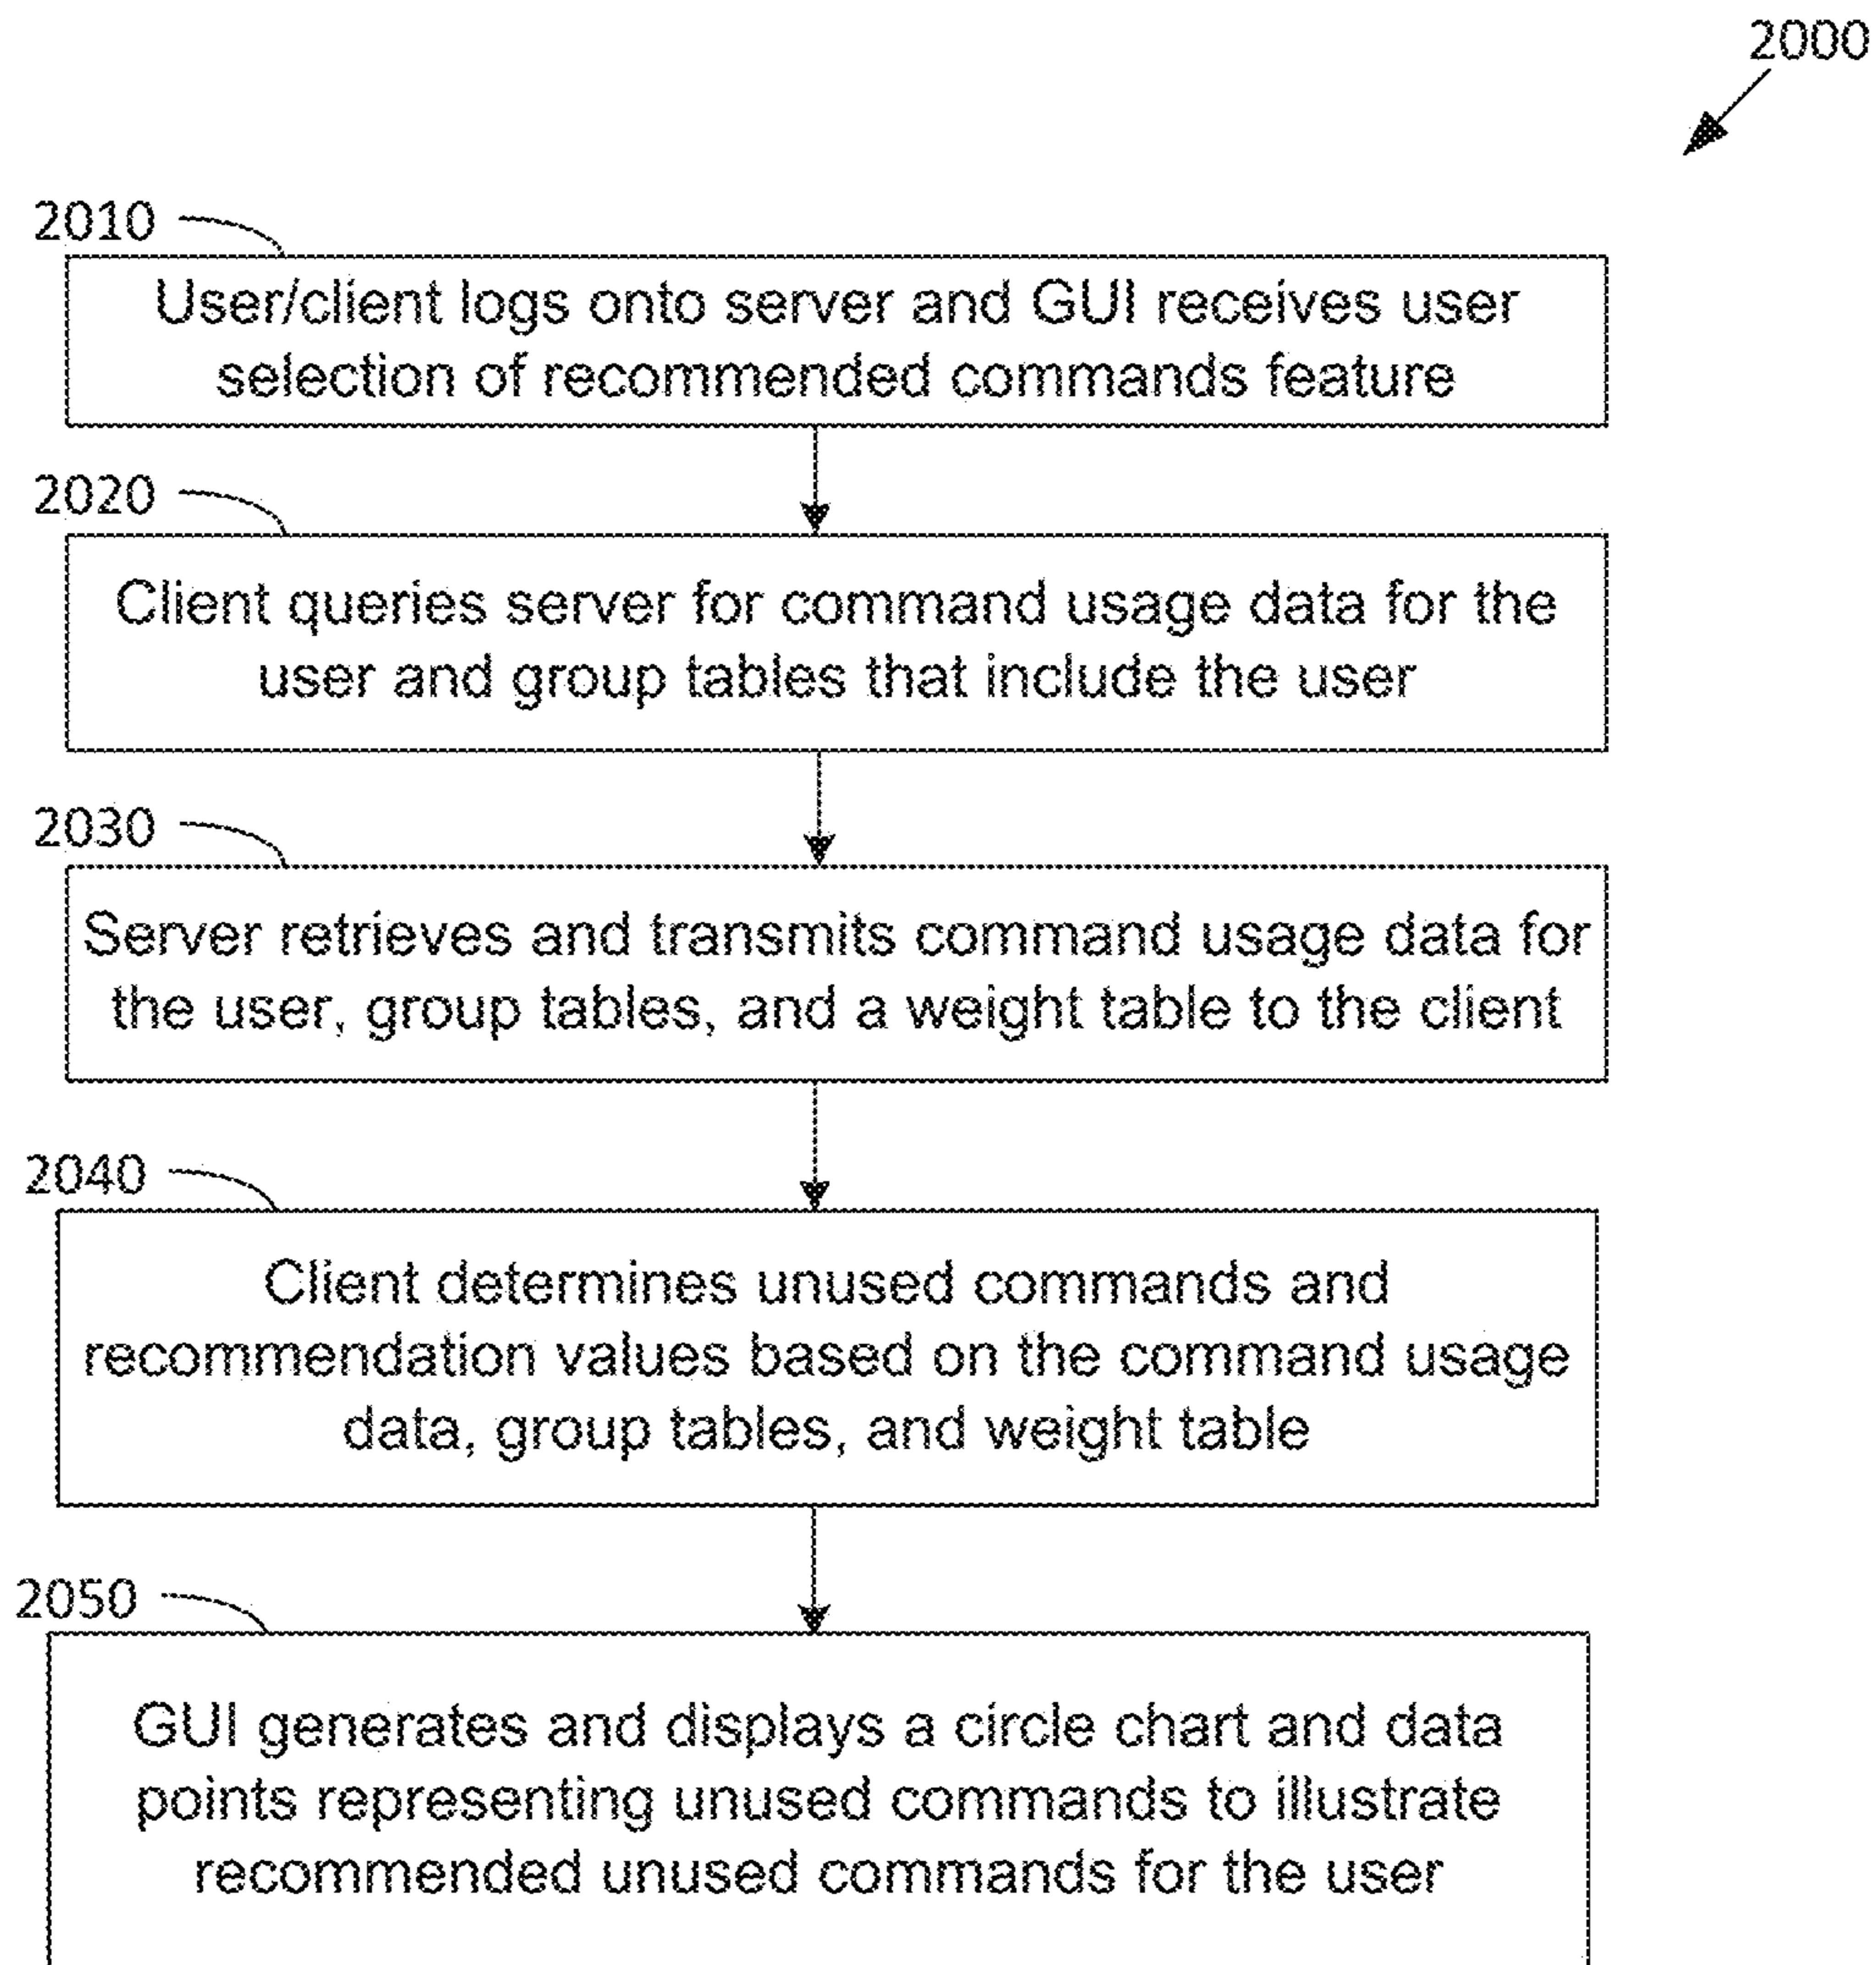 2000
2010
User/client logs onto server and GUI receives user
selection of recommended commands feature
2020
Client queries server for command usage data for the
user and group tables that include the user
2030
Server retrieves and transmits command usage data for
the user, group tables, and a weight table to the client
2040
Client determines unused commands and
recommendation values based on the command usage
data, group tables, and weight table
2050
GUI generates and displays a circle chart and data
points representing unused commands to illustrate
recommended unused commands for the user